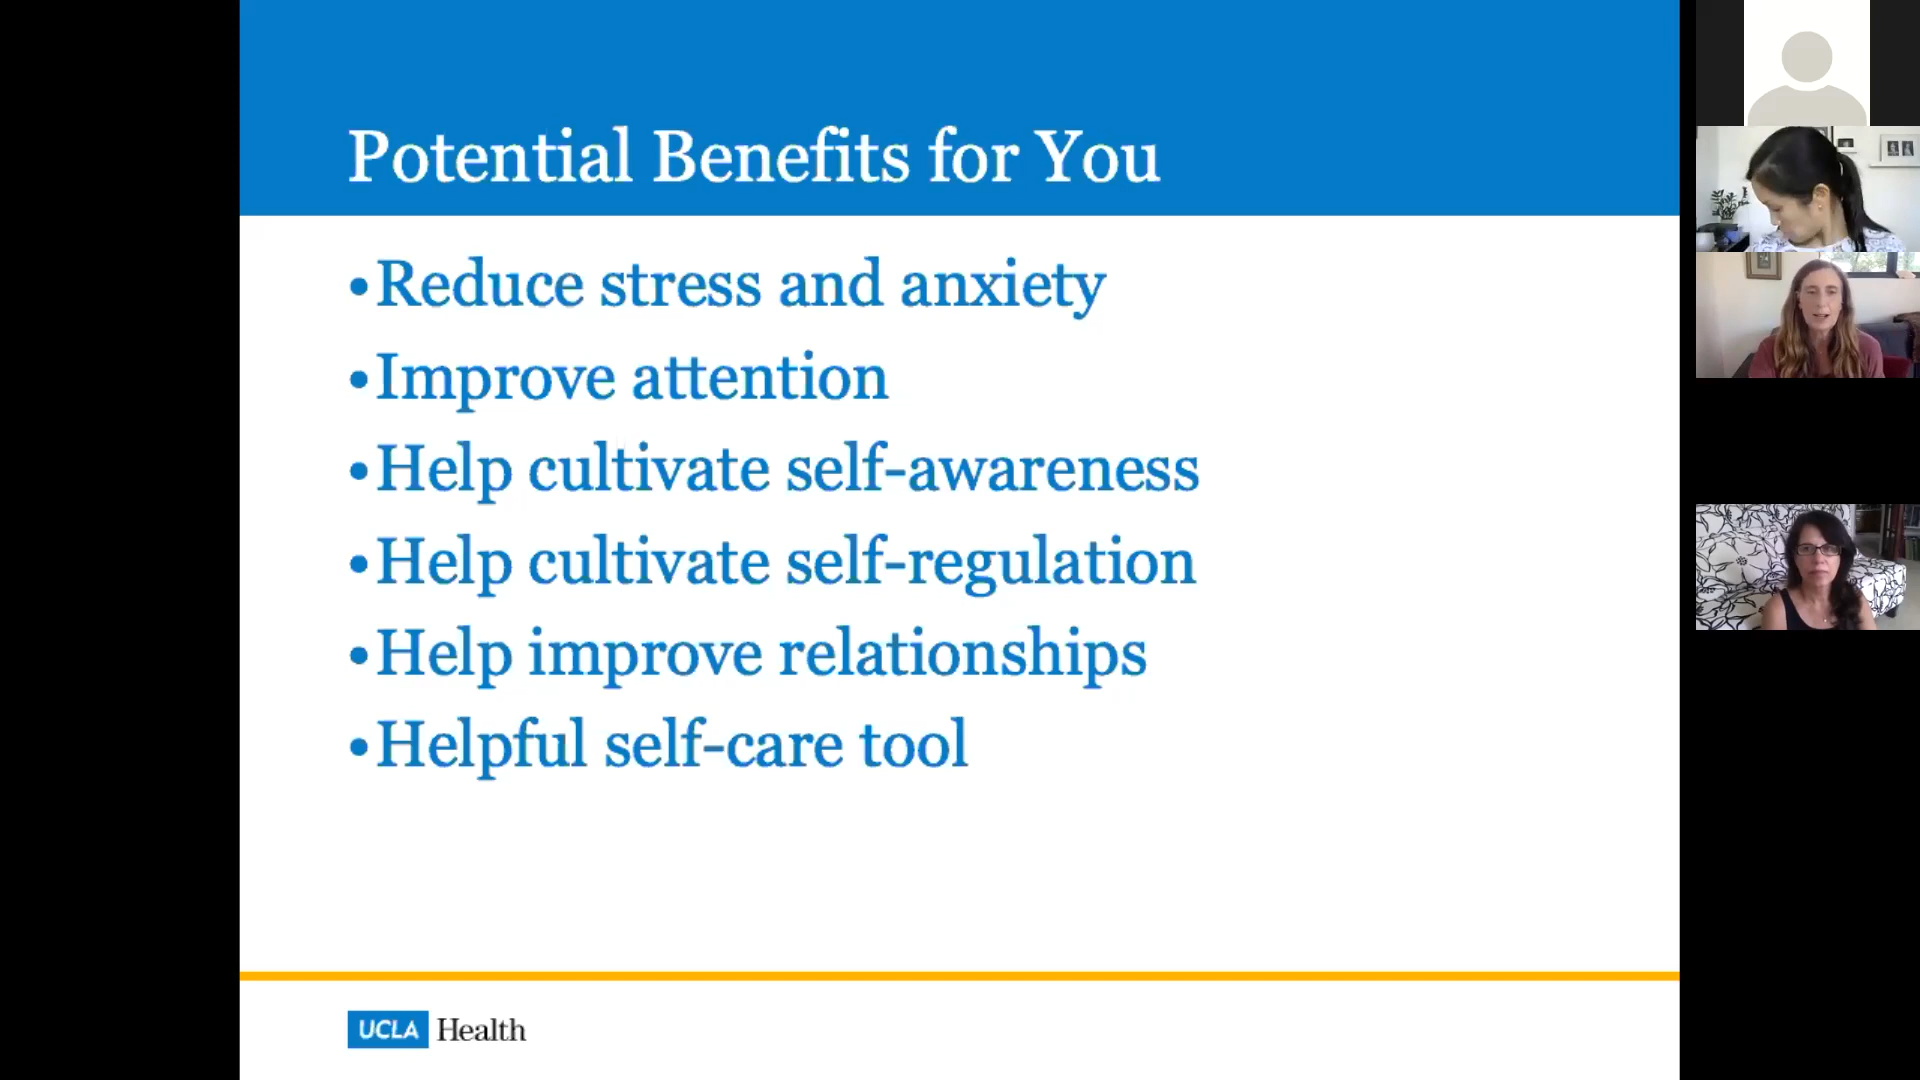 Potential Benefits for You
•Reduce stress and anxiety
•Improve attention
•Help cultivate self-awareness
•Help cultivate self-regulation
•Help improve relationships
•Helpful self-care tool
UCLA Health